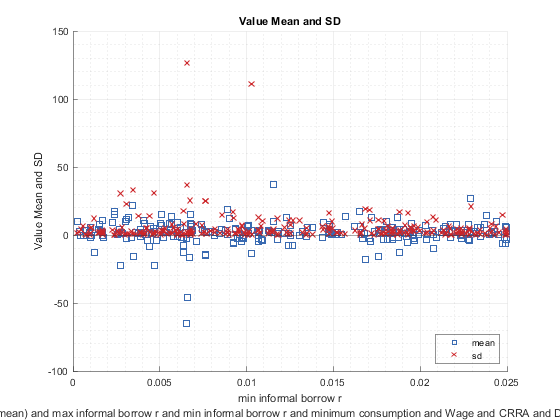 Value Mean and SD
150
100
50
0
-50
-100
Value Mean and SD
mean
sd
0
0.005
0.01
0.015
0.02
0.025
min informal borrow r
mean) and max informal borrow r and min informal borrow r and minimum consumption and Wage and CRRA and D